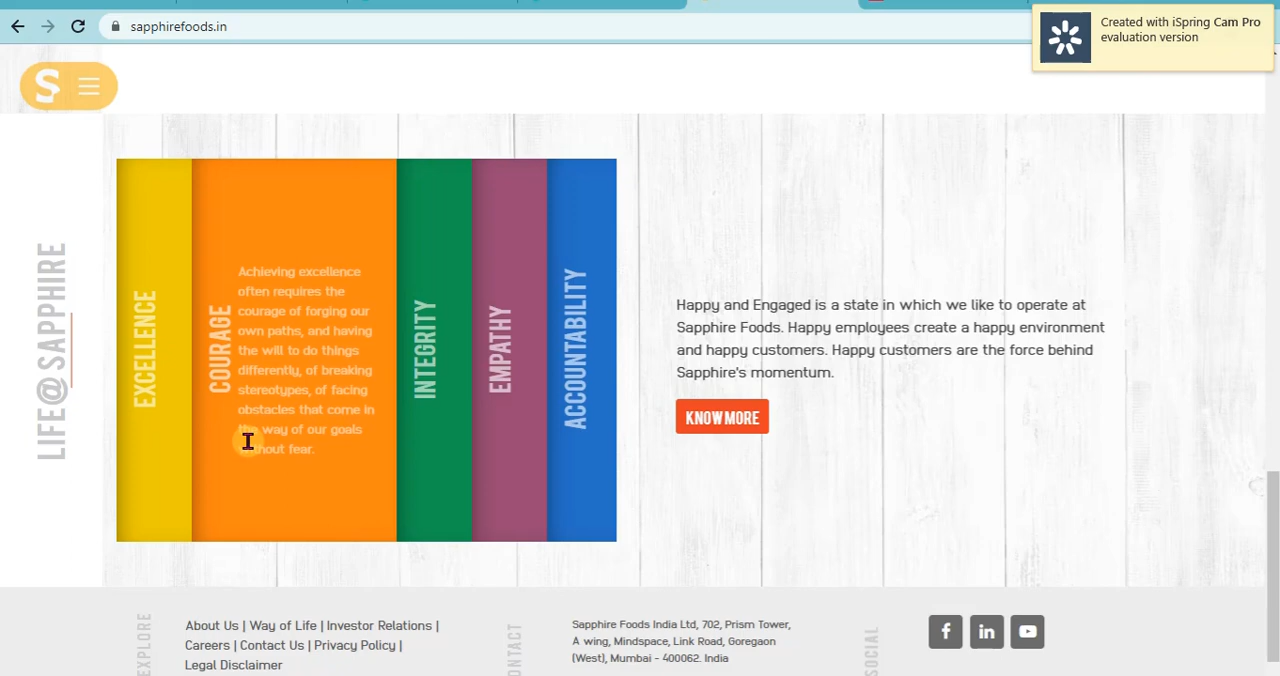 sapphirefoods.in
Created with iSpring Cam Pro
evaluation version
S
LIFE@SAPPHIRE
EXCELLENCE
COURAGE
Achieving excellence
often requires the
courage of forging our
own paths, and having
the will to do things
differently, of breaking
stereotypes, of facing
obstacles that come in
the way of our goals
without fear.
INTEGRITY
EMPATHY
ACCOUNTABILITY
Happy and Engaged is a state in which we like to operate at
Sapphire Foods. Happy employees create a happy environment
and happy customers. Happy customers are the force behind
Sapphire's momentum.
KNOW MORE
EXPLORE
About Us | Way of Life | Investor Relations |
Careers | Contact Us | Privacy Policy |
Legal Disclaimer
ONTACT
Sapphire Foods India Ltd, 702, Prism Tower,
A wing, Mindspace, Link Road, Goregaon
(West), Mumbai - 400062. India
SOCIAL
f
in